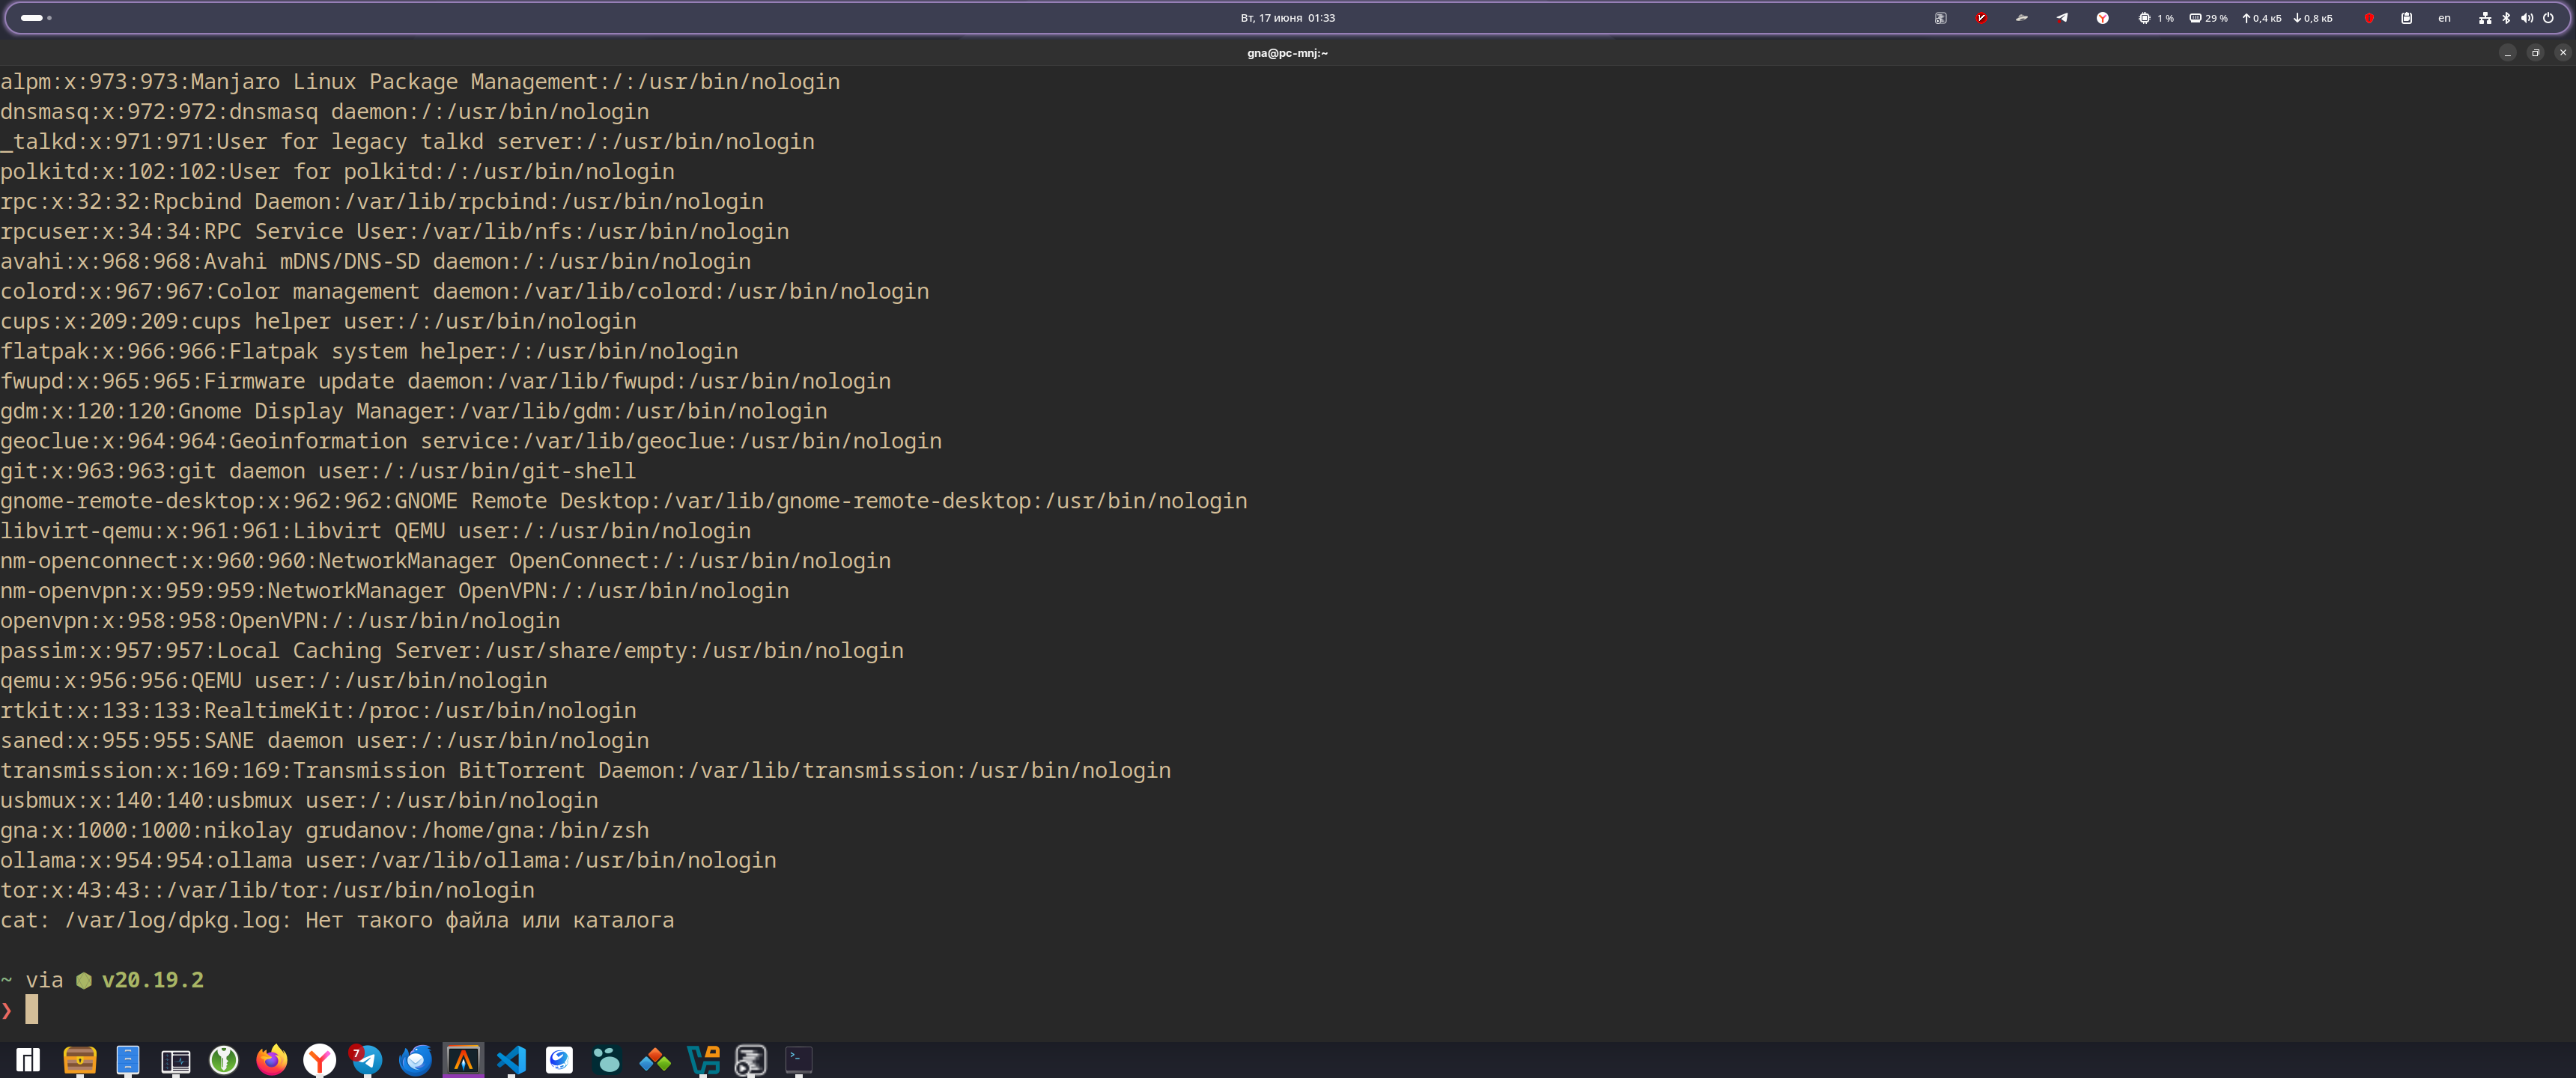 Вт, 17 июня 01:33
1 %
29 %
0,4 кБ
0,8 кБ
en
gna@pc-mnj:~
alpm:x:973:973:Manjaro Linux Package Management:/:/usr/bin/nologin
dnsmasq:x:972:972:dnsmasq daemon:/:/usr/bin/nologin
_talkd:x:971:971:User for legacy talkd server:/:/usr/bin/nologin
polkitd:x:102:102:User for polkitd:/:/usr/bin/nologin
rpc:x:32:32:Rpcbind Daemon:/var/lib/rpcbind:/usr/bin/nologin
rpcuser:x:34:34:RPC Service User:/var/lib/nfs:/usr/bin/nologin
avahi:x:968:968:Avahi mDNS/DNS-SD daemon:/:/usr/bin/nologin
colord:x:967:967:Color management daemon:/var/lib/colord:/usr/bin/nologin
cups:x:209:209:cups helper user:/:/usr/bin/nologin
flatpak:x:966:966:Flatpak system helper:/:/usr/bin/nologin
fwupd:x:965:965:Firmware update daemon:/var/lib/fwupd:/usr/bin/nologin
gdm:x:120:120:Gnome Display Manager:/var/lib/gdm:/usr/bin/nologin
geoclue:x:964:964:Geoinformation service:/var/lib/geoclue:/usr/bin/nologin
git:x:963:963:git daemon user:/:/usr/bin/git-shell
gnome-remote-desktop:x:962:962:GNOME Remote Desktop:/var/lib/gnome-remote-desktop:/usr/bin/nologin
libvirt-qemu:x:961:961:Libvirt QEMU user:/:/usr/bin/nologin
nm-openconnect:x:960:960:NetworkManager OpenConnect:/:/usr/bin/nologin
nm-openvpn:x:959:959:NetworkManager OpenVPN:/:/usr/bin/nologin
openvpn:x:958:958:OpenVPN:/:/usr/bin/nologin
passim:x:957:957:Local Caching Server:/usr/share/empty:/usr/bin/nologin
qemu:x:956:956:QEMU user:/:/usr/bin/nologin
rtkit:x:133:133:RealtimeKit:/proc:/usr/bin/nologin
saned:x:955:955:SANE daemon user:/:/usr/bin/nologin
transmission:x:169:169:Transmission BitTorrent Daemon:/var/lib/transmission:/usr/bin/nologin
usbmux:x:140:140:usbmux user:/:/usr/bin/nologin
gna:x:1000:1000:nikolay grudanov:/home/gna:/bin/zsh
ollama:x:954:954:ollama user:/var/lib/ollama:/usr/bin/nologin
tor:x:43:43::/var/lib/tor:/usr/bin/nologin
cat: /var/log/dpkg.log: Нет такого файла или каталога
~ via ⬢ v20.19.2
❯
7